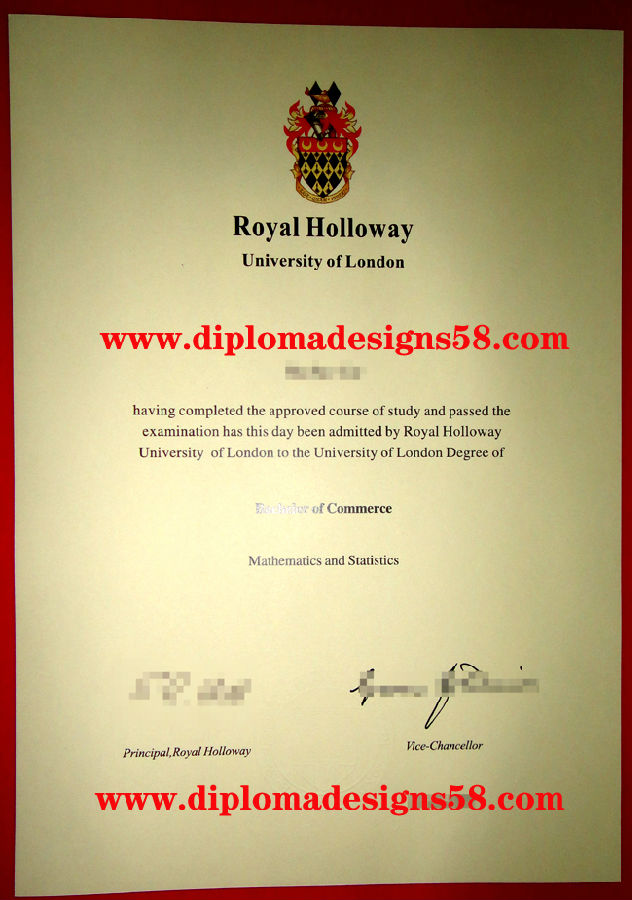 Royal Holloway
University of London
www.diplomadesigns58.com
having completed the approved course of study and passed the
examination has this day been admitted by Royal Holloway
University of London to the University of London Degree of
of Commerce
Mathematics and Statistics
Principal,Royal Holloway
Vice-Chancellor
www.diplomadesigns58.com